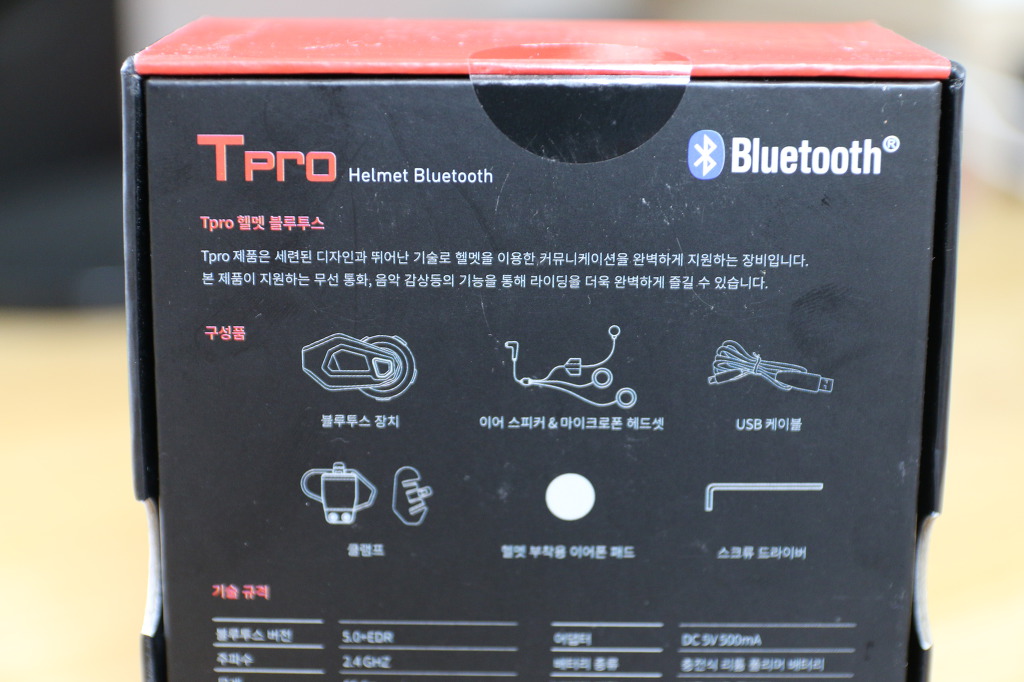 Tpro Helmet Bluetooth
Bluetooth®
Tpro 헬멧 블루투스
Tpro 제품은 세련된 디자인과 뛰어난 기술로 헬멧을 이용한 커뮤니케이션을 완벽하게 지원하는 장비입니다.
본 제품이 지원하는 무선 통화, 음악 감상등의 기능을 통해 라이딩을 더욱 완벽하게 즐길 수 있습니다.
구성품
블루투스 장치
이어 스피커 & 마이크로폰 헤드셋
USB 케이블
클램프
헬멧 부착용 이어폰 패드
스크류 드라이버
기술 규격
블루투스 버전 5.0+EDR 어댑터 DC 5V 500mA
주파수 2.4 GHZ 배터리 종류 충전식 리튬 폴리머 배터리